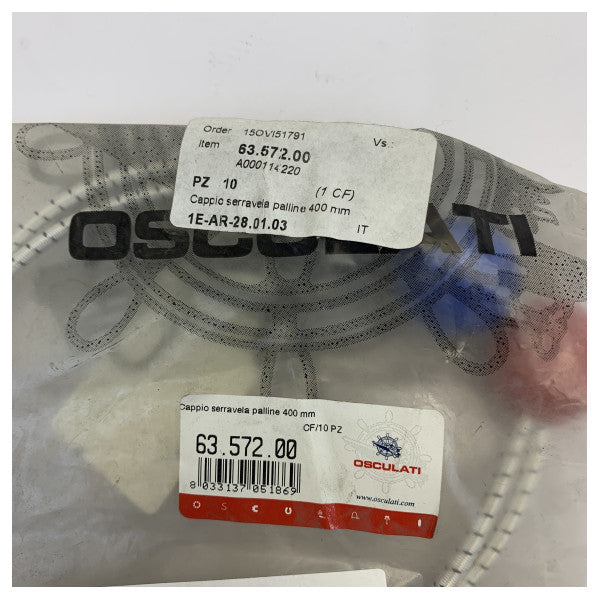 Order 15OVI51791 Vs.:
Item 63.572.00
A000114220
PZ 10 (1 CF)
Cappio serravela palline 400 mm
1E-AR-28.01.03 IT
OSCULATI
Cappio serravela palline 400 mm
CF/10 PZ
63.572.00
8 033137 051869
OSCULATI
www.osculati.com
OSCULATI